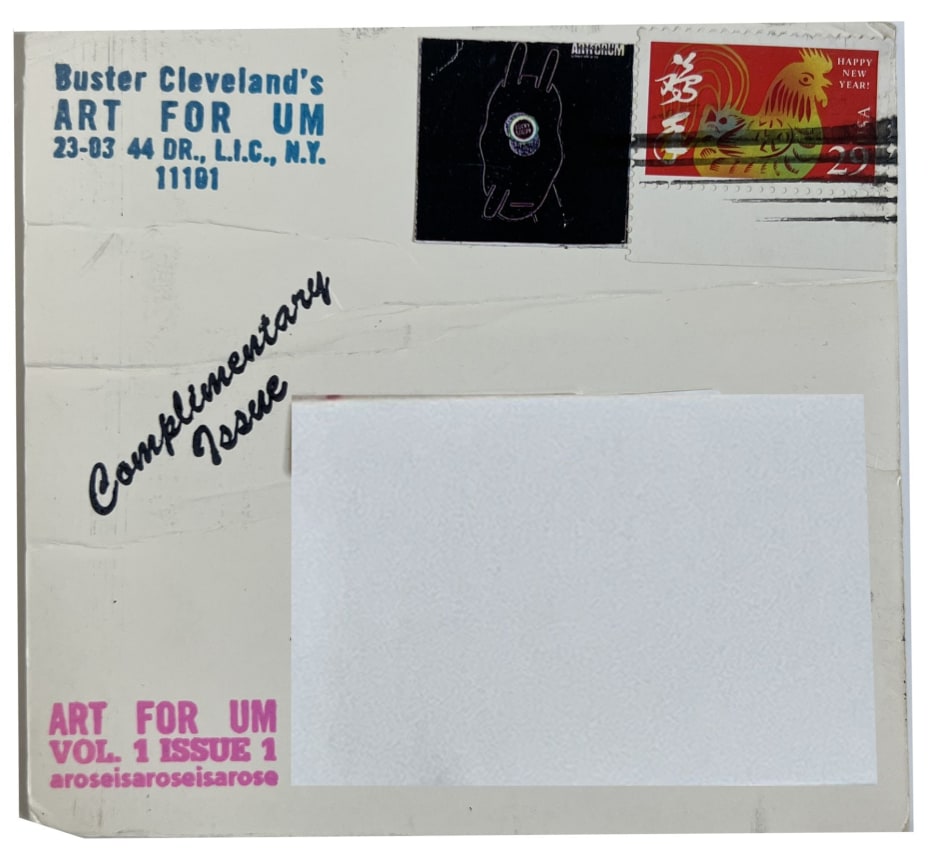 Buster Cleveland's
ART FOR UM
23-03 44 DR., L.I.C., N.Y.
11101
ARTFORUM
HAPPY
NEW
YEAR!
USA
29
Complimentary
Issue
ART FOR UM
VOL. 1 ISSUE 1
aroseisaroseisarose